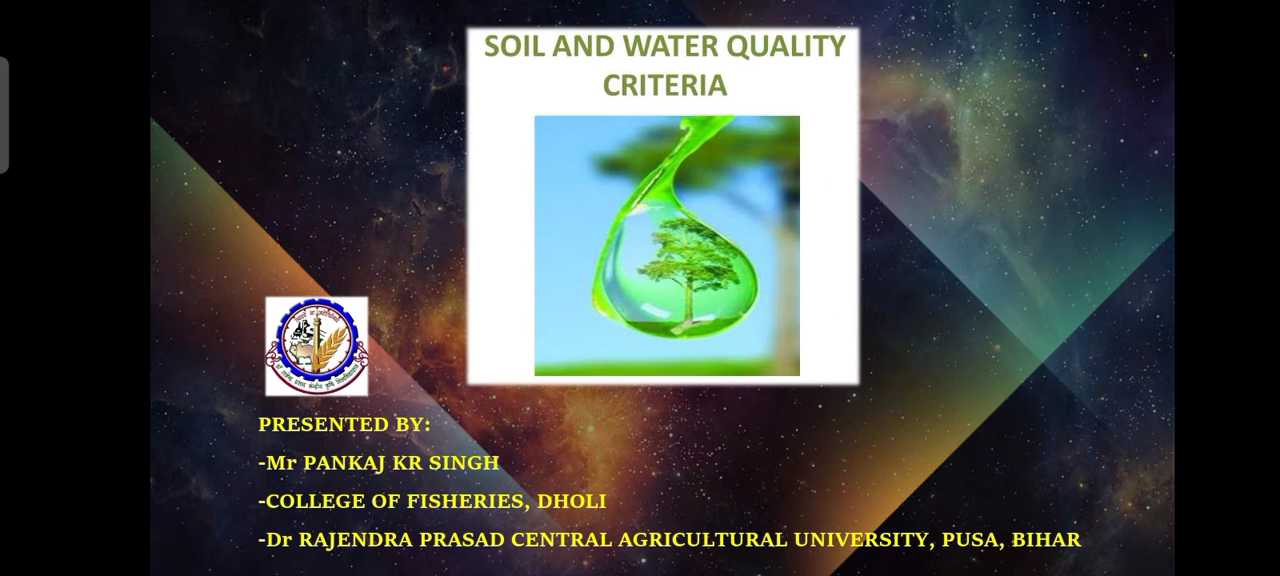 SOIL AND WATER QUALITY
CRITERIA
PRESENTED BY:
-Mr PANKAJ KR SINGH
-COLLEGE OF FISHERIES, DHOLI
-Dr RAJENDRA PRASAD CENTRAL AGRICULTURAL UNIVERSITY, PUSA, BIHAR